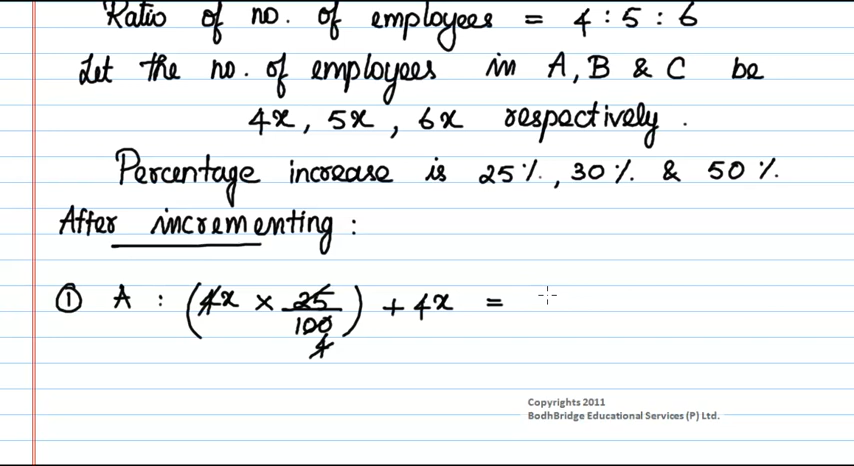 Ratio of no. of employees = 4 : 5 : 6
Let the no. of employees in A, B & C be
4x, 5x, 6x respectively.
Percentage increase is 25%, 30% & 50%.
After incrementing :
① A : (4x × 25/100 4) + 4x =
Copyrights 2011
BodhBridge Educational Services (P) Ltd.